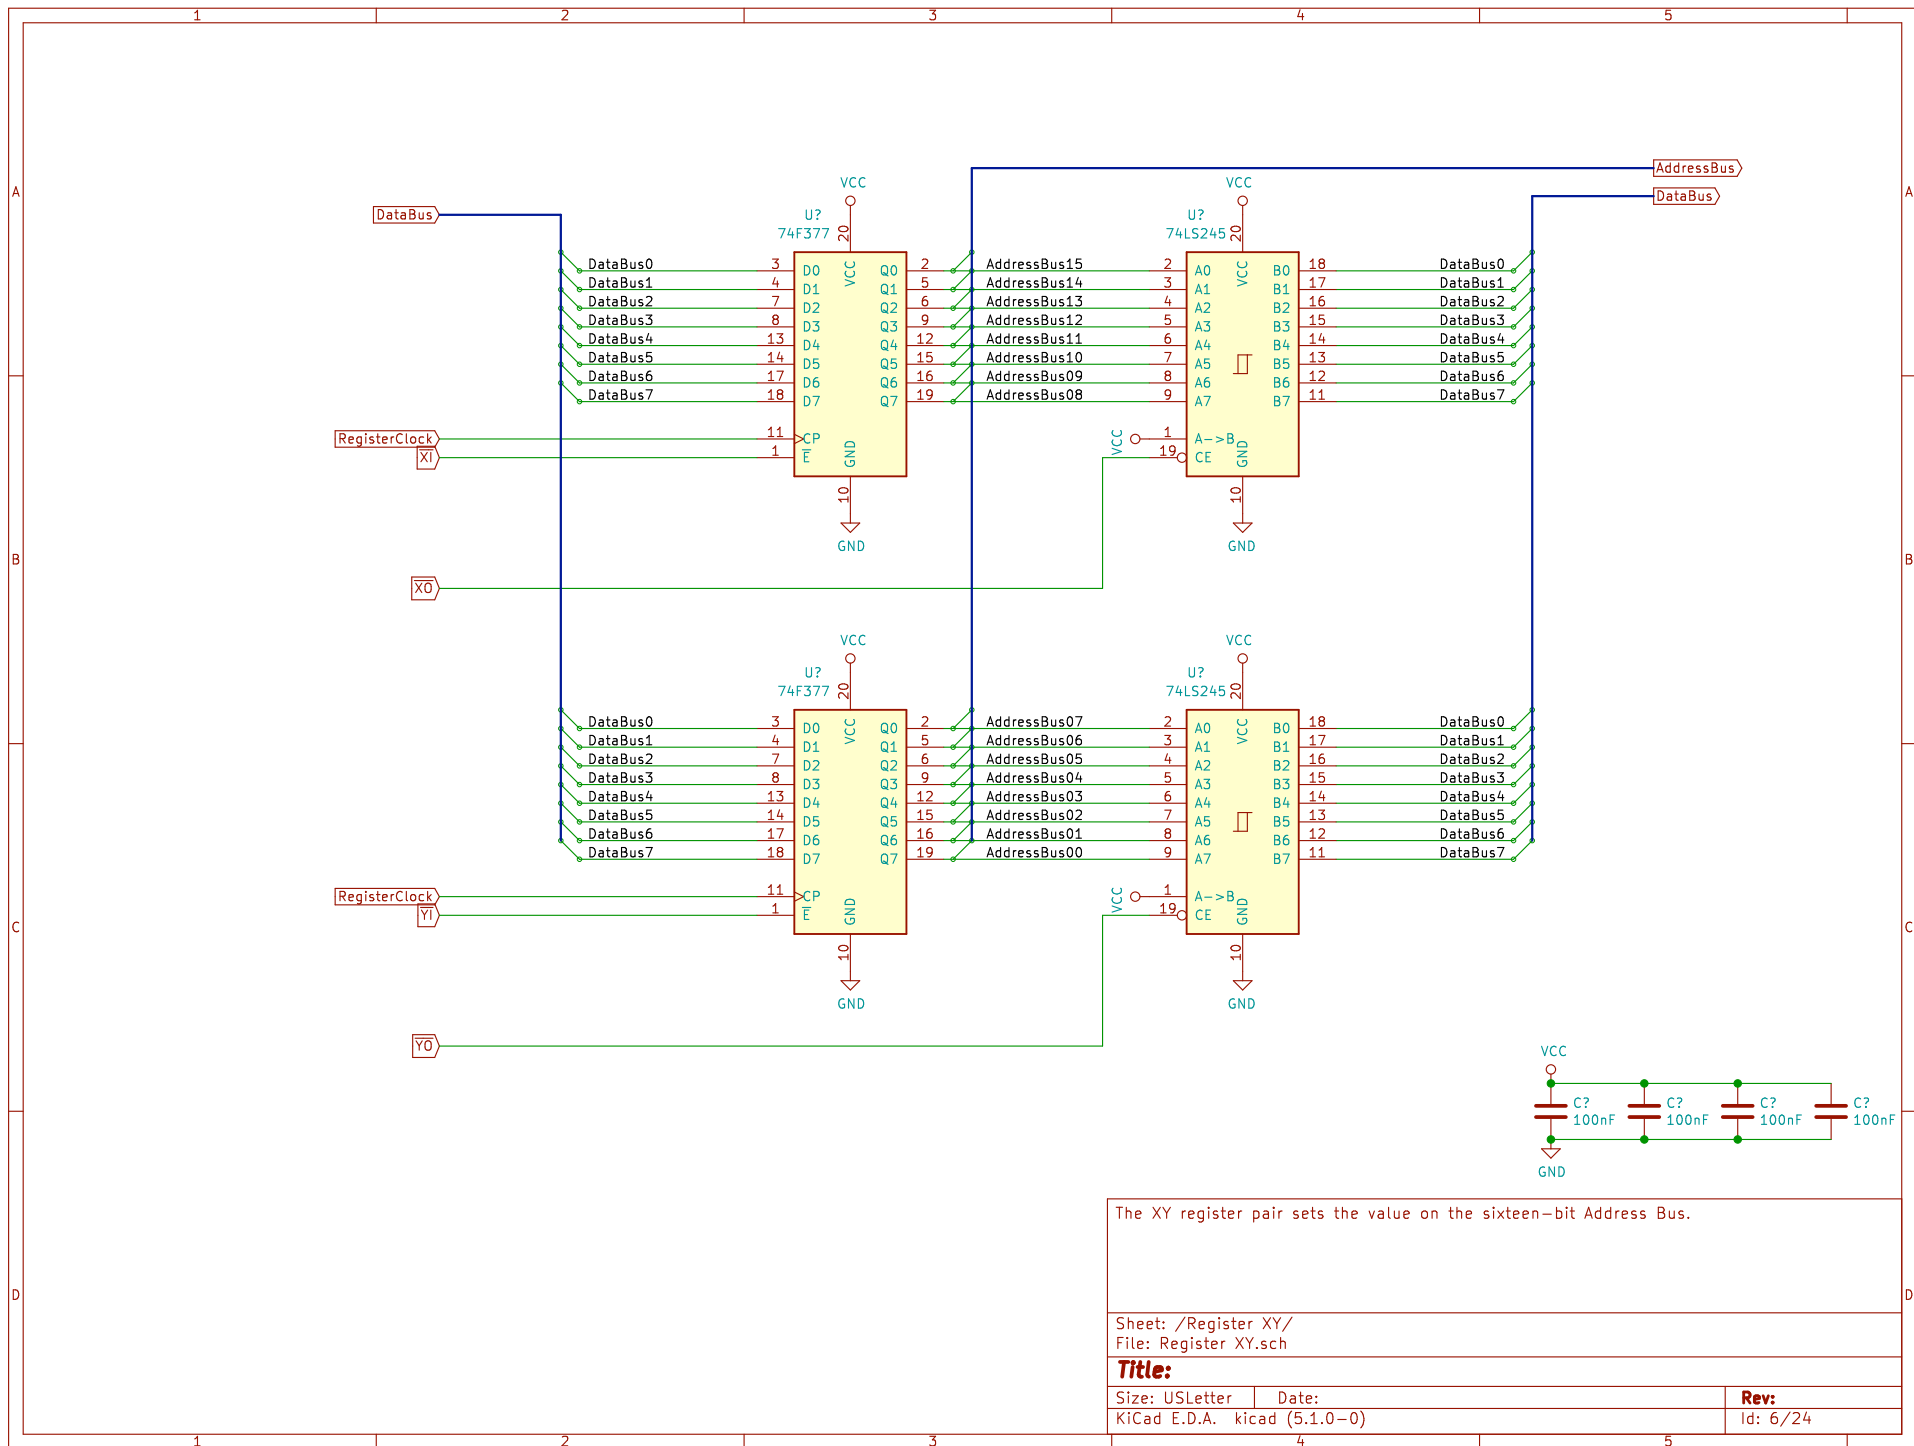 1 2 3 4 5
A A
AddressBus
DataBus
DataBus
VCC VCC
U? U?
74F377 74LS245
20 20
DataBus0 3 D0 VCC Q0 2 AddressBus15 2 A0 VCC B0 18 DataBus0
DataBus1 4 D1 Q1 5 AddressBus14 3 A1 B1 17 DataBus1
DataBus2 7 D2 Q2 6 AddressBus13 4 A2 B2 16 DataBus2
DataBus3 8 D3 Q3 9 AddressBus12 5 A3 B3 15 DataBus3
DataBus4 13 D4 Q4 12 AddressBus11 6 A4 B4 14 DataBus4
DataBus5 14 D5 Q5 15 AddressBus10 7 A5 B5 13 DataBus5
DataBus6 17 D6 Q6 16 AddressBus09 8 A6 B6 12 DataBus6
DataBus7 18 D7 Q7 19 AddressBus08 9 A7 B7 11 DataBus7
RegisterClock 11 CP GND VCC 1 A->B GND
XI 1 E 19 CE
10 10
GND GND
B B
XO
VCC VCC
U? U?
74F377 74LS245
20 20
DataBus0 3 D0 VCC Q0 2 AddressBus07 2 A0 VCC B0 18 DataBus0
DataBus1 4 D1 Q1 5 AddressBus06 3 A1 B1 17 DataBus1
DataBus2 7 D2 Q2 6 AddressBus05 4 A2 B2 16 DataBus2
DataBus3 8 D3 Q3 9 AddressBus04 5 A3 B3 15 DataBus3
DataBus4 13 D4 Q4 12 AddressBus03 6 A4 B4 14 DataBus4
DataBus5 14 D5 Q5 15 AddressBus02 7 A5 B5 13 DataBus5
DataBus6 17 D6 Q6 16 AddressBus01 8 A6 B6 12 DataBus6
DataBus7 18 D7 Q7 19 AddressBus00 9 A7 B7 11 DataBus7
RegisterClock 11 CP GND VCC 1 A->B GND
YI 1 E 19 CE
C C
10 10
GND GND
YO
VCC
C? C? C? C?
100nF 100nF 100nF 100nF
GND
The XY register pair sets the value on the sixteen-bit Address Bus.
D D
Sheet: /Register XY/
File: Register XY.sch
Title:
Size: USLetter Date: Rev:
KiCad E.D.A. kicad (5.1.0-0) Id: 6/24
1 2 3 4 5